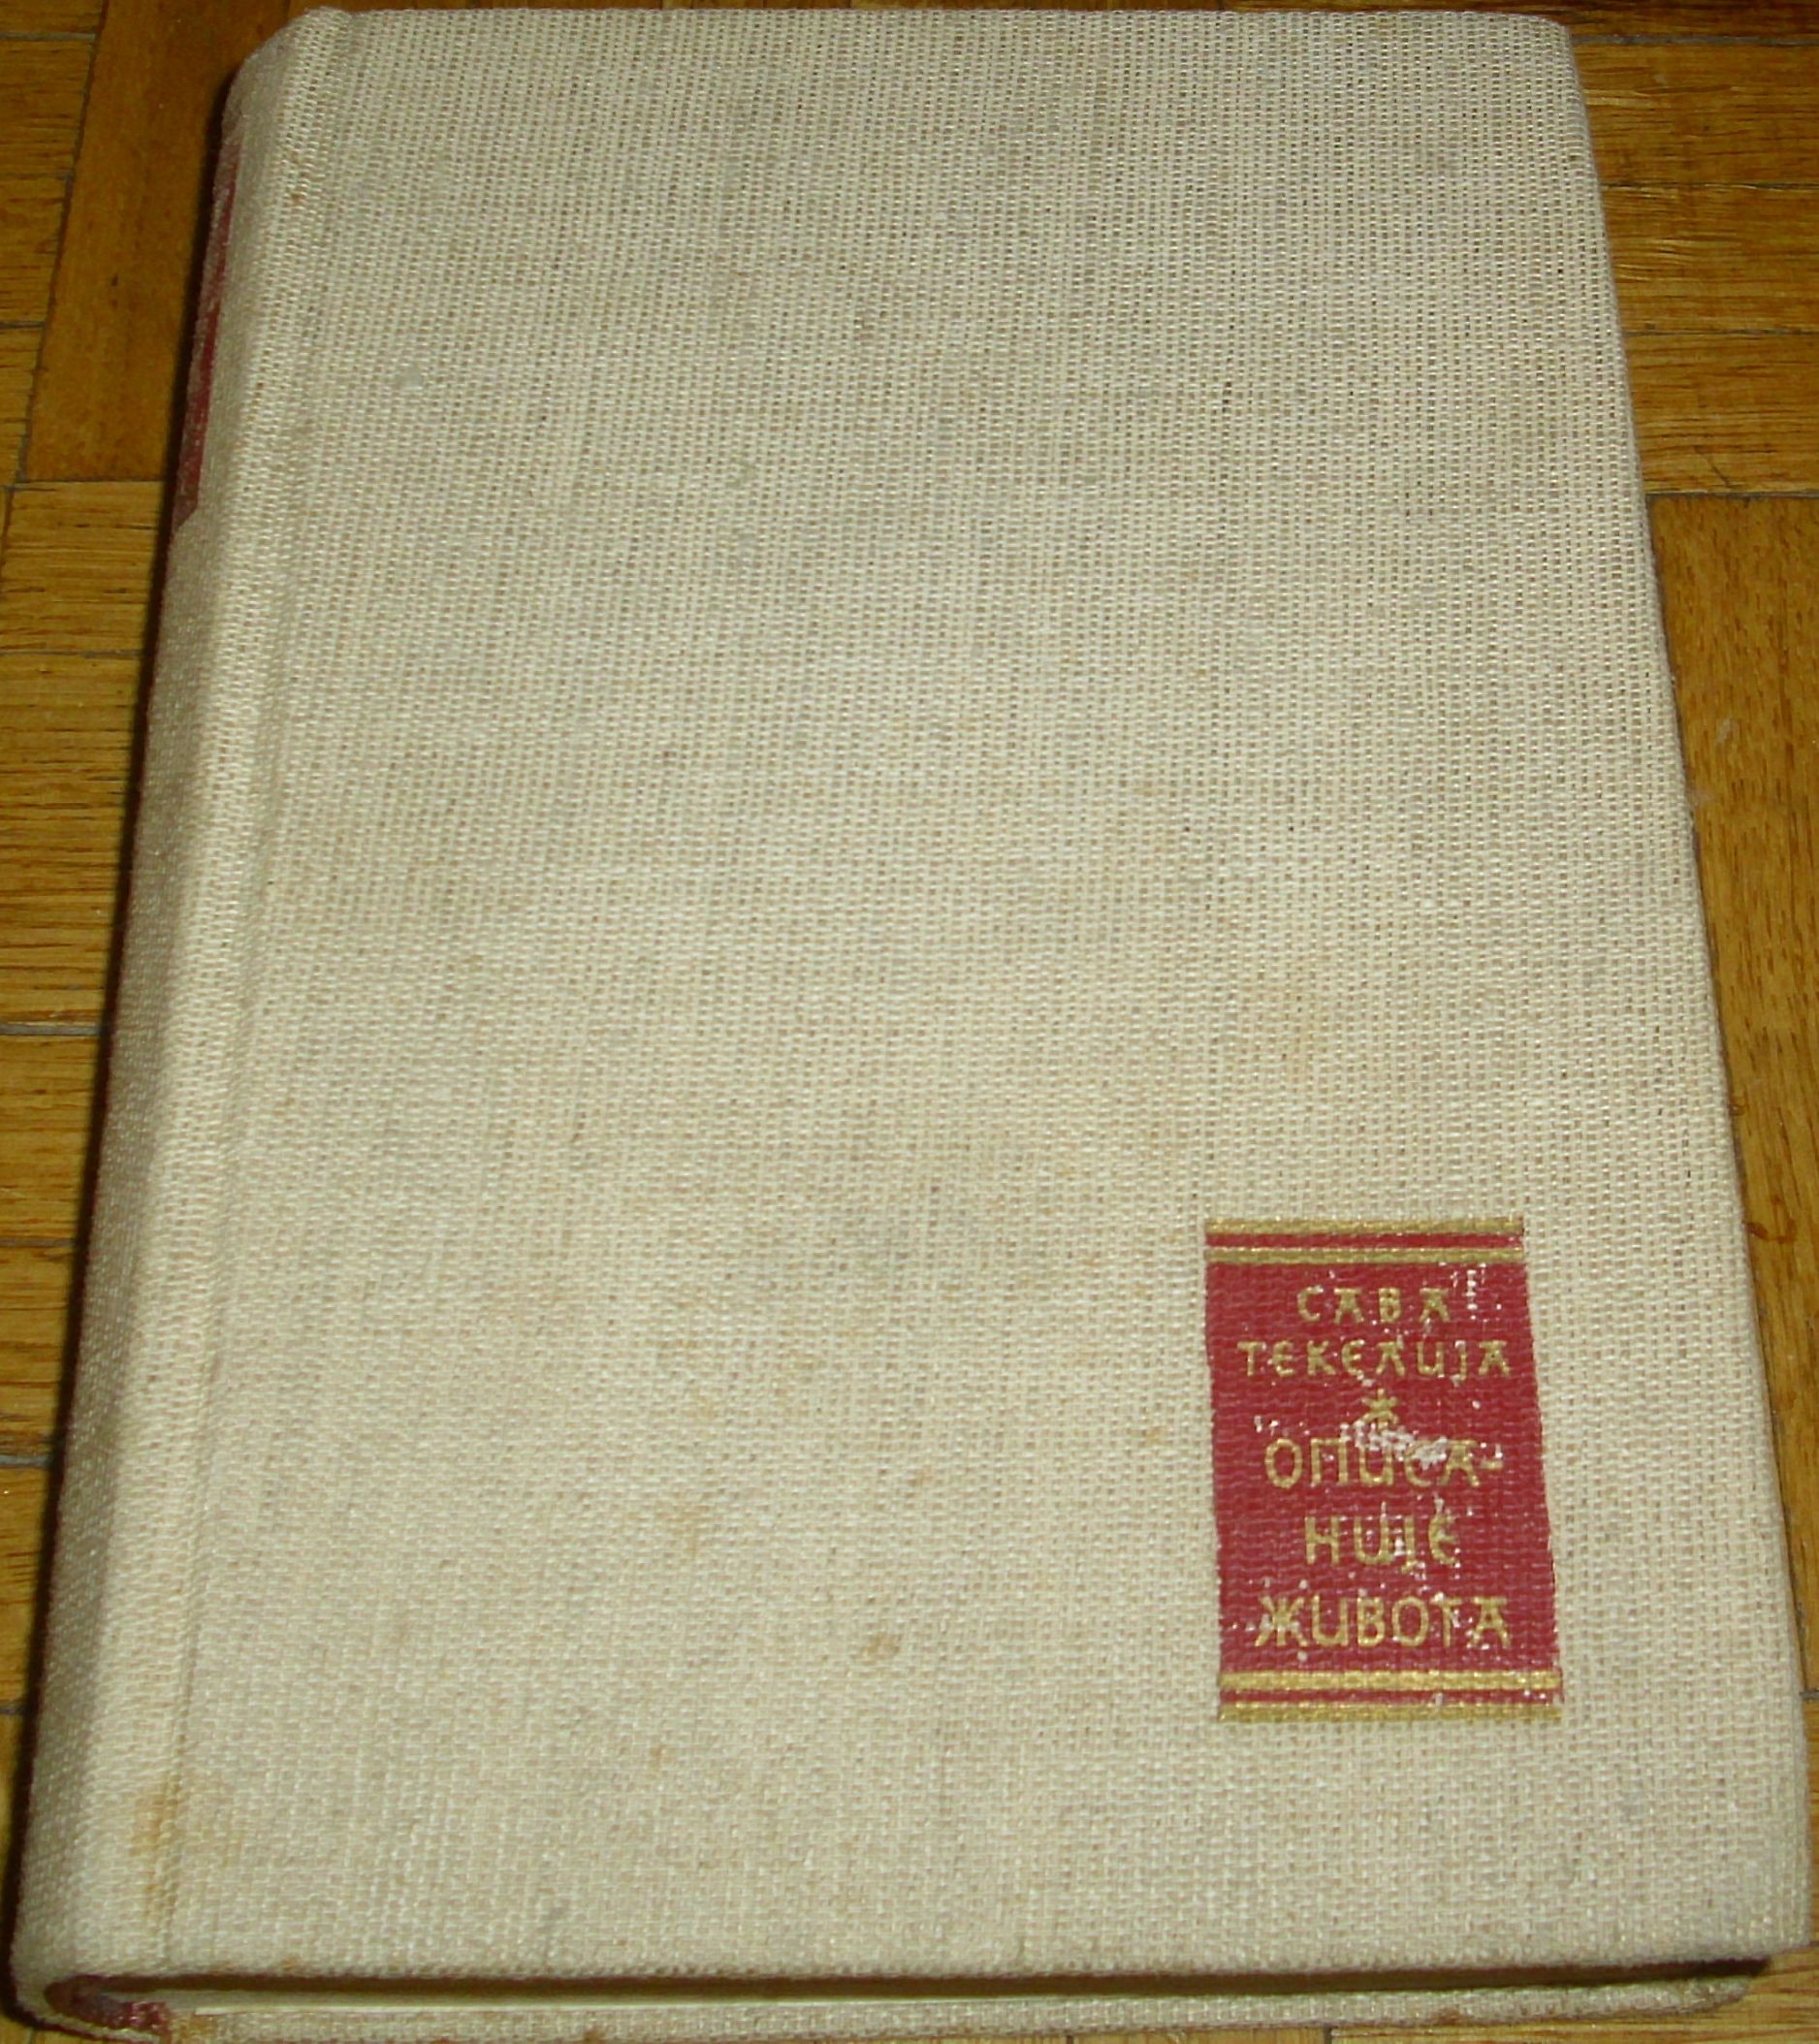 САВА
ТЕКЕЛИЈА
*
ОПИСА-
НИЈЕ
ЖИВОТА